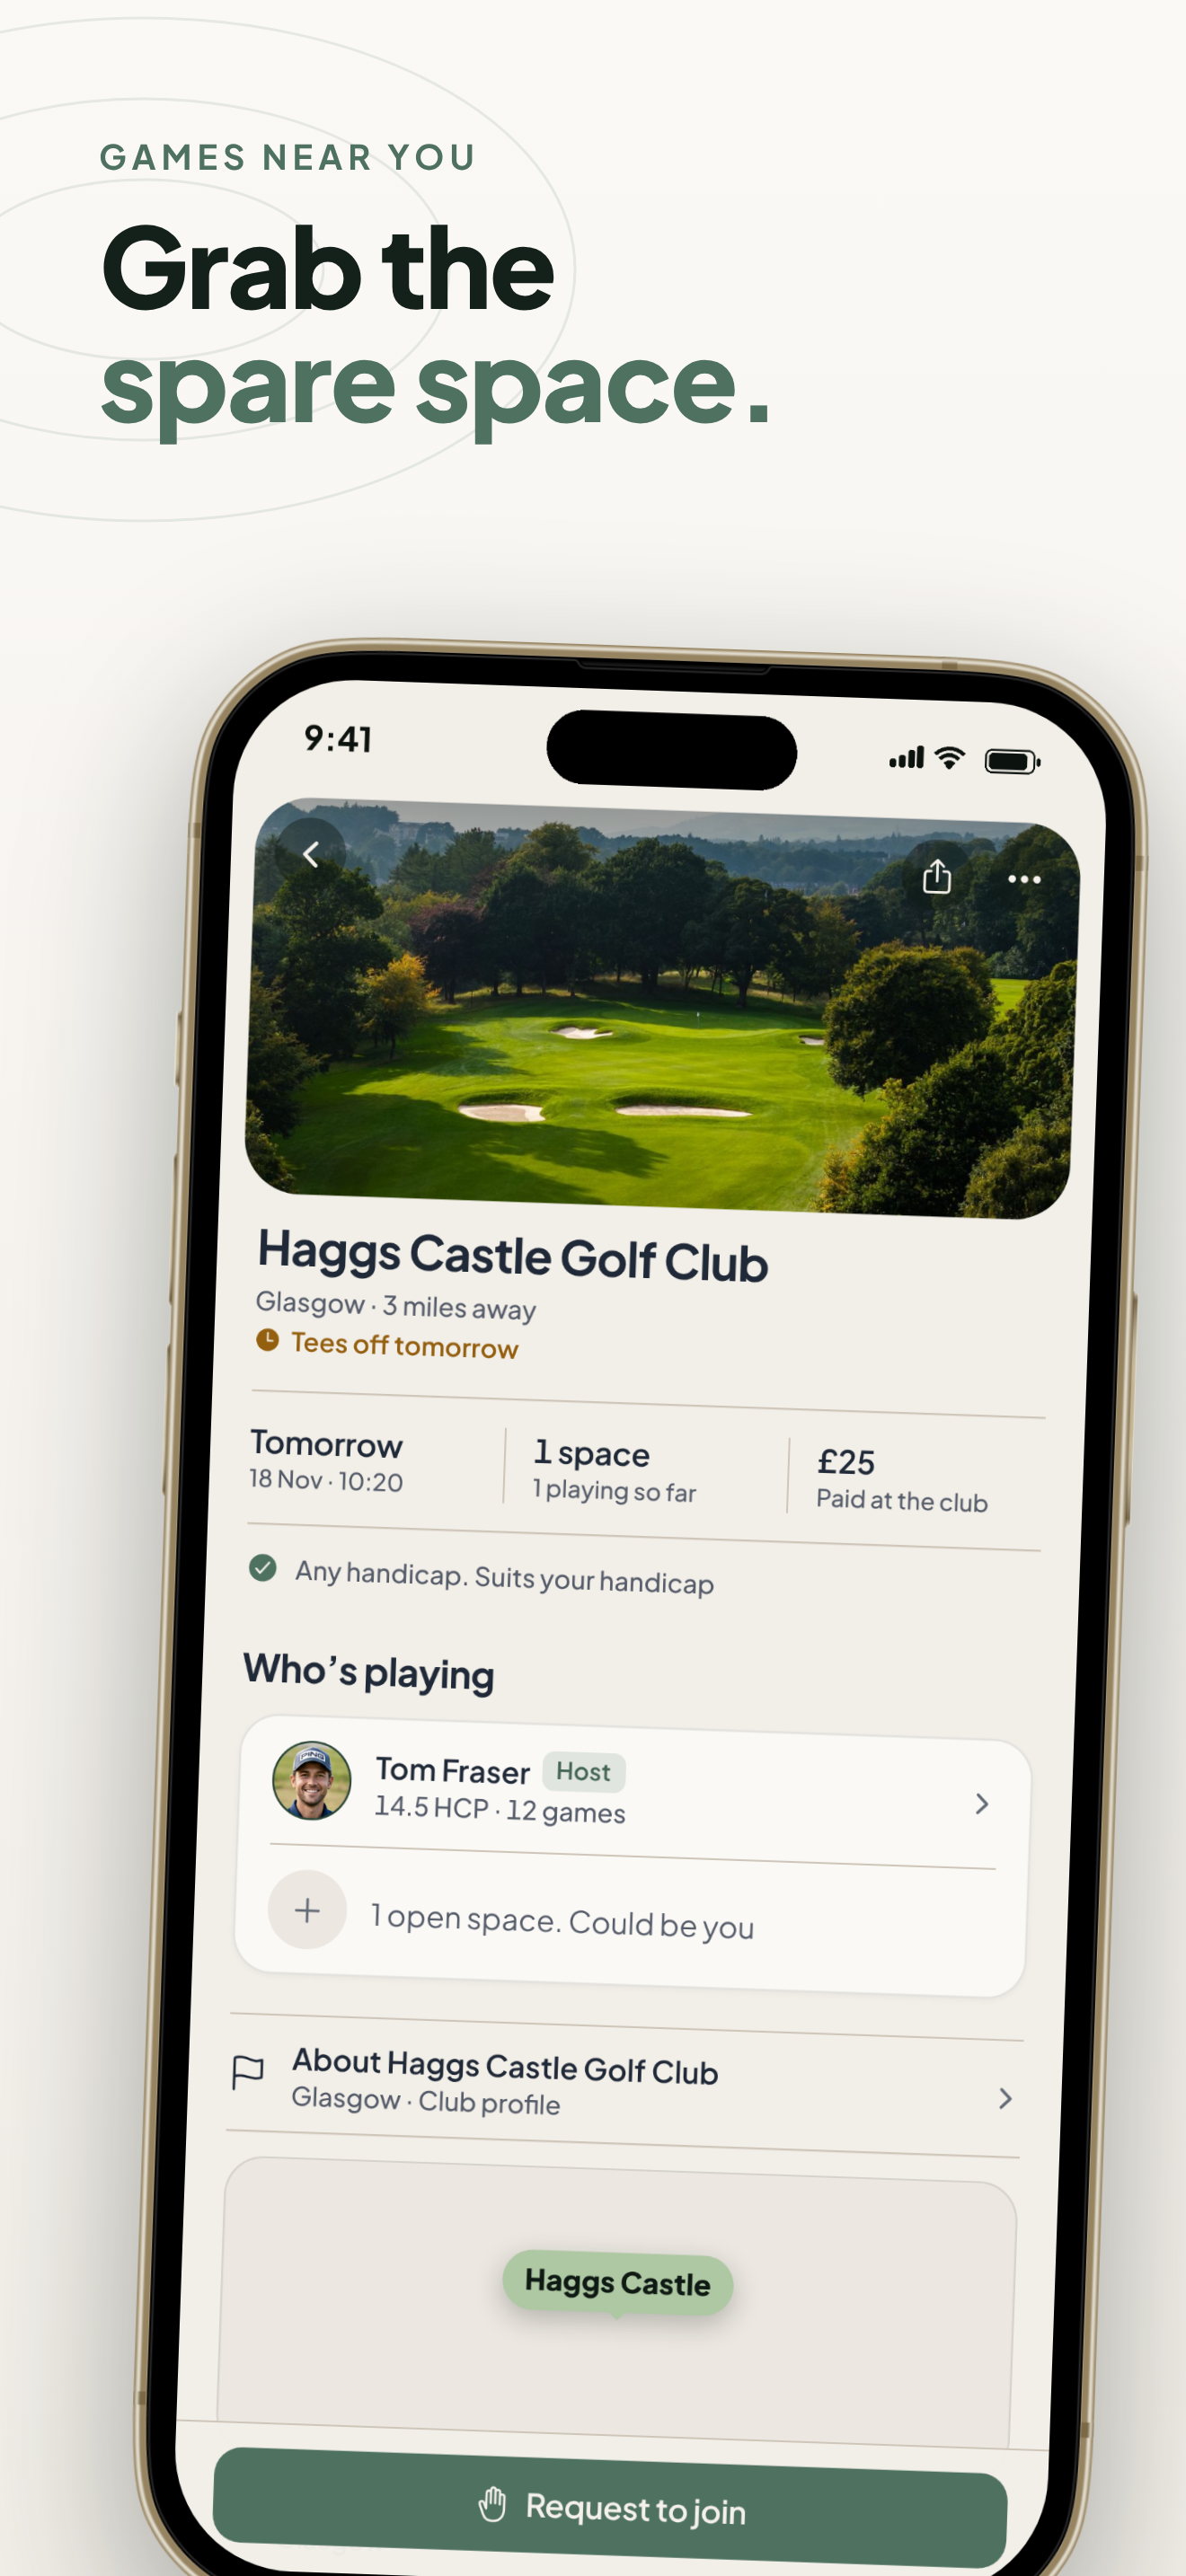 GAMES NEAR YOU
Grab the
spare space.
9:41
Haggs Castle Golf Club
Glasgow · 3 miles away
Tees off tomorrow
Tomorrow
18 Nov · 10:20
1 space
1 playing so far
£25
Paid at the club
Any handicap. Suits your handicap
Who’s playing
PING
Tom Fraser Host
14.5 HCP · 12 games
1 open space. Could be you
About Haggs Castle Golf Club
Glasgow · Club profile
Haggs Castle
Request to join